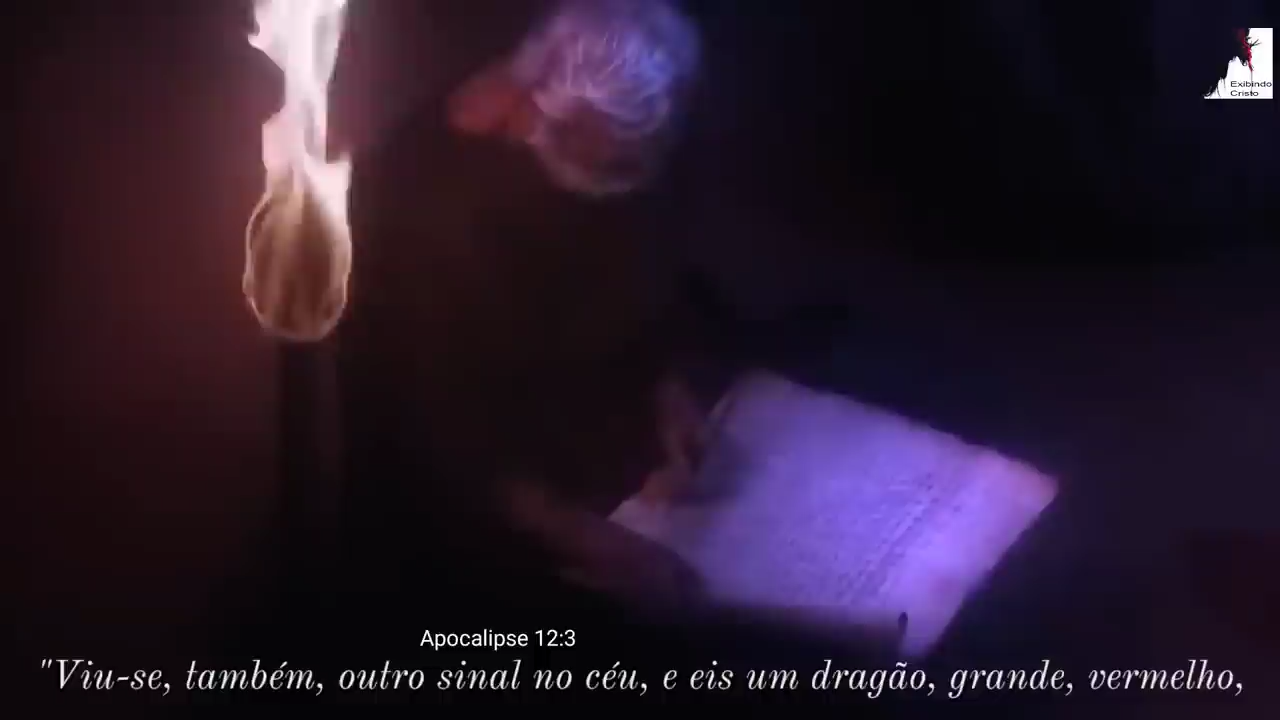 Exibindo
Cristo
Apocalipse 12:3
"Viu-se, também, outro sinal no céu, e eis um dragão, grande, vermelho,